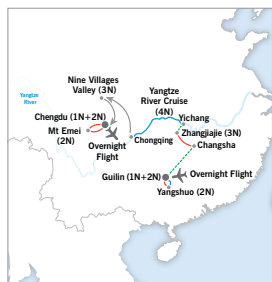 Nine Villages
Valley (3N)
Yangtze
River Cruise
(4N)
Yangtze
River
Yichang
Chengdu (1N+2N)
Zhangjiajie (3N)
Mt Emei
(2N)
Chongqing
Changsha
Overnight
Flight
Guilin (1N+2N)
Overnight Flight
Yangshuo (2N)